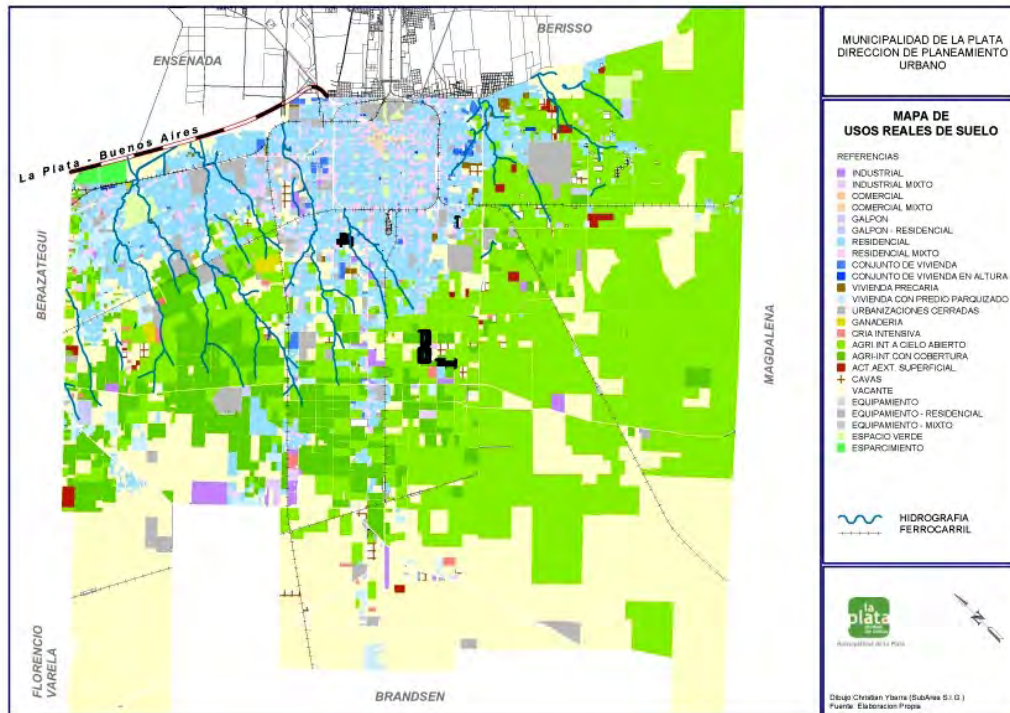 ENSENADA
BERISSO
La Plata - Buenos Aires
BERAZATEGUI
MAGDALENA
FLORENCIO
VARELA
BRANDSEN
MUNICIPALIDAD DE LA PLATA
DIRECCION DE PLANEAMIENTO
URBANO
MAPA DE
USOS REALES DE SUELO
REFERENCIAS
INDUSTRIAL
INDUSTRIAL MIXTO
COMERCIAL
COMERCIAL MIXTO
GALPON
GALPON - RESIDENCIAL
RESIDENCIAL
RESIDENCIAL MIXTO
CONJUNTO DE VIVIENDA
CONJUNTO DE VIVIENDA EN ALTURA
VIVIENDA PRECARIA
VIVIENDA CON PREDIO PARQUIZADO
URBANIZACIONES CERRADAS
GANADERIA
CRIA INTENSIVA
AGRI INT A CIELO ABIERTO
AGRI-INT CON COBERTURA
ACT AEXT. SUPERFICIAL
CAVAS
VACANTE
EQUIPAMIENTO
EQUIPAMIENTO - RESIDENCIAL
EQUIPAMIENTO - MIXTO
ESPACIO VERDE
ESPARCIMIENTO
HIDROGRAFIA
FERROCARRIL
la
plata
Municipalidad de La Plata
N
Dibujo Christian Ybarra (SubArea S.I.G.)
Fuente: Elaboracion Propia